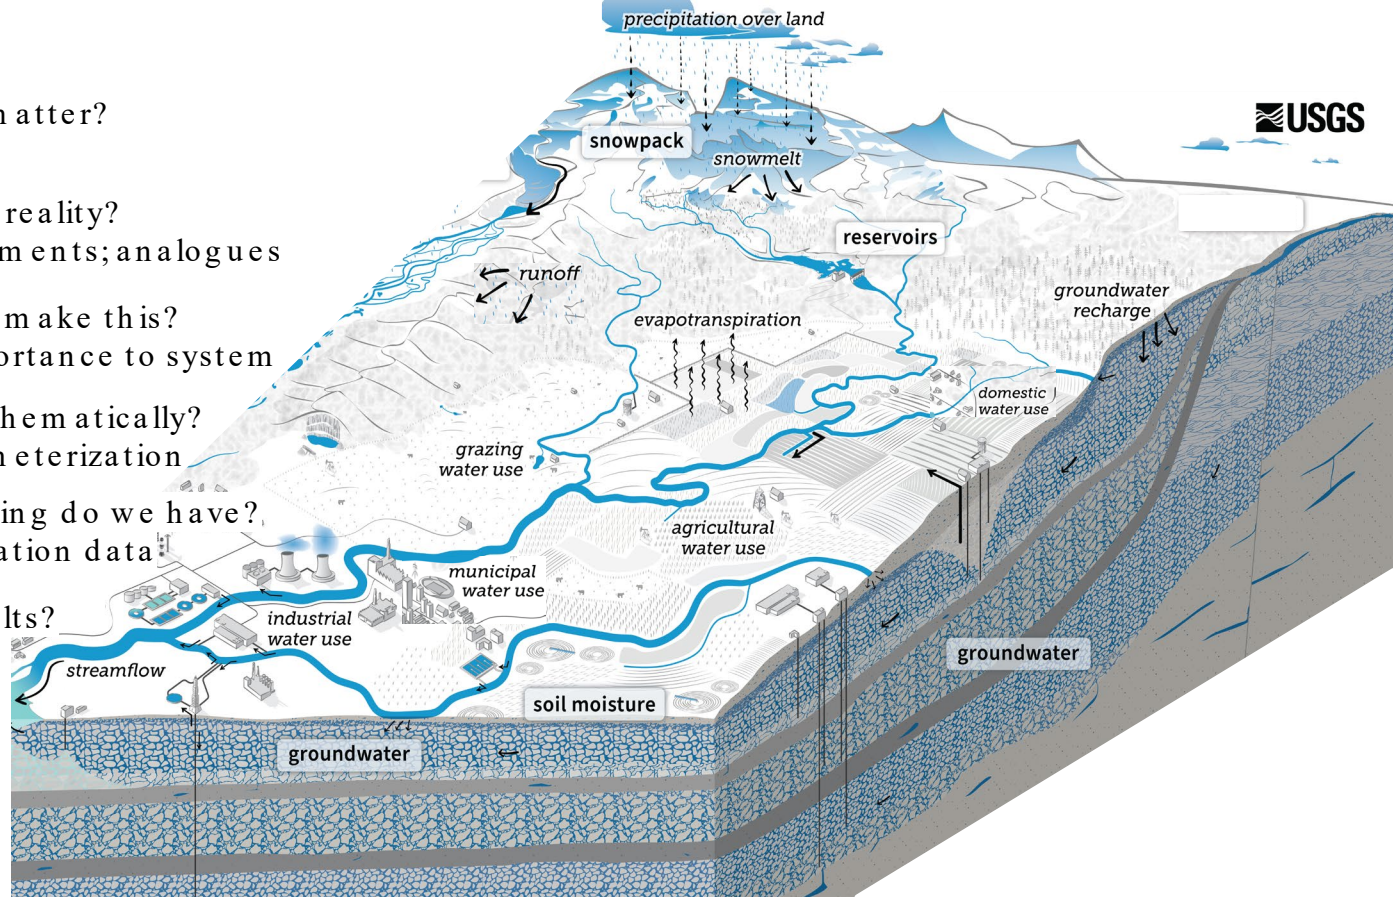 precipitation over land
matter?
USGS
snowpack
snowmelt
reality?
reservoirs
ments; analogues
runoff
groundwater
recharge
make this?
evapotranspiration
ortance to system
domestic
water use
hematically?
grazing
water use
meterization
ing do we have?
agricultural
water use
ation data
municipal
water use
lts?
industrial
water use
groundwater
streamflow
soil moisture
groundwater